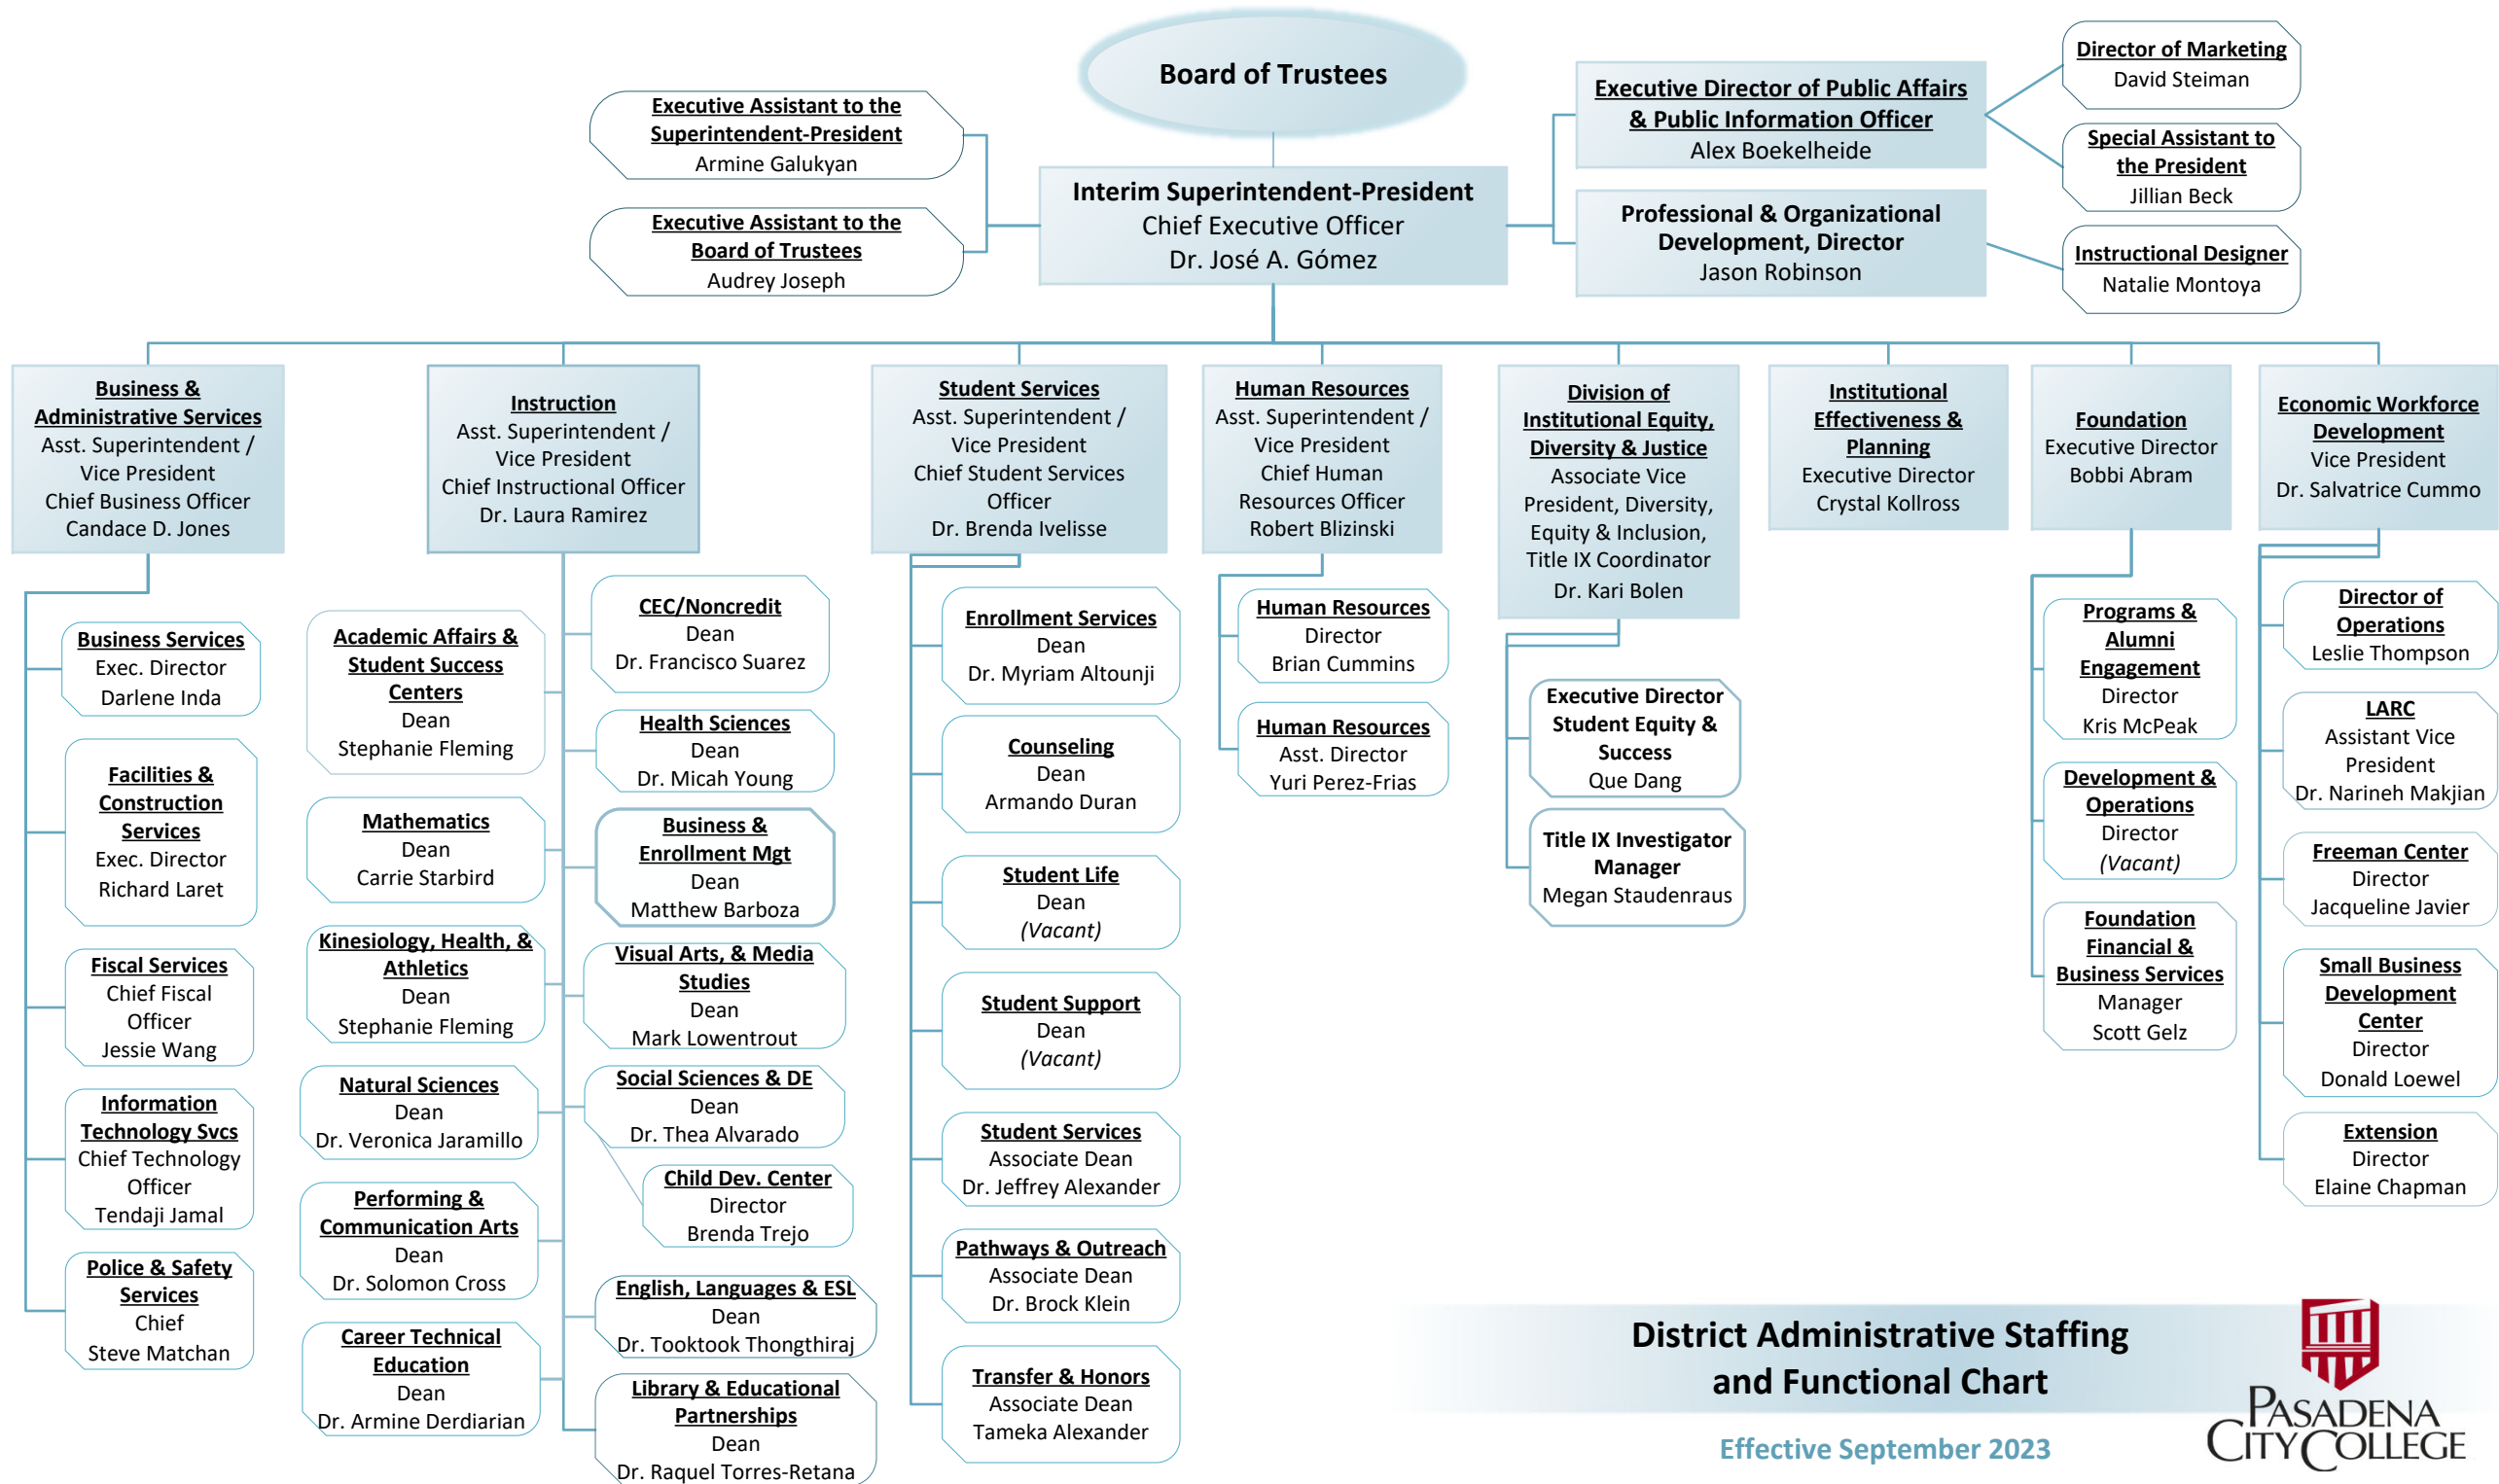 Board of Trustees
Executive Assistant to the
Superintendent-President
Armine Galukyan
Executive Assistant to the
Board of Trustees
Audrey Joseph
Interim Superintendent-President
Chief Executive Officer
Dr. José A. Gómez
Executive Director of Public Affairs
& Public Information Officer
Alex Boekelheide
Professional & Organizational
Development, Director
Jason Robinson
Director of Marketing
David Steiman
Special Assistant to
the President
Jillian Beck
Instructional Designer
Natalie Montoya
Business &
Administrative Services
Asst. Superintendent /
Vice President
Chief Business Officer
Candace D. Jones
Business Services
Exec. Director
Darlene Inda
Facilities &
Construction
Services
Exec. Director
Richard Laret
Fiscal Services
Chief Fiscal
Officer
Jessie Wang
Information
Technology Svcs
Chief Technology
Officer
Tendaji Jamal
Police & Safety
Services
Chief
Steve Matchan
Instruction
Asst. Superintendent /
Vice President
Chief Instructional Officer
Dr. Laura Ramirez
Academic Affairs &
Student Success
Centers
Dean
Stephanie Fleming
Mathematics
Dean
Carrie Starbird
Kinesiology, Health, &
Athletics
Dean
Stephanie Fleming
Natural Sciences
Dean
Dr. Veronica Jaramillo
Performing &
Communication Arts
Dean
Dr. Solomon Cross
Career Technical
Education
Dean
Dr. Armine Derdiarian
CEC/Noncredit
Dean
Dr. Francisco Suarez
Health Sciences
Dean
Dr. Micah Young
Business &
Enrollment Mgt
Dean
Matthew Barboza
Visual Arts, & Media
Studies
Dean
Mark Lowentrout
Social Sciences & DE
Dean
Dr. Thea Alvarado
Child Dev. Center
Director
Brenda Trejo
English, Languages & ESL
Dean
Dr. Tooktook Thongthiraj
Library & Educational
Partnerships
Dean
Dr. Raquel Torres-Retana
Student Services
Asst. Superintendent /
Vice President
Chief Student Services
Officer
Dr. Brenda Ivelisse
Enrollment Services
Dean
Dr. Myriam Altounji
Counseling
Dean
Armando Duran
Student Life
Dean
(Vacant)
Student Support
Dean
(Vacant)
Student Services
Associate Dean
Dr. Jeffrey Alexander
Pathways & Outreach
Associate Dean
Dr. Brock Klein
Transfer & Honors
Associate Dean
Tameka Alexander
Human Resources
Asst. Superintendent /
Vice President
Chief Human
Resources Officer
Robert Blizinski
Human Resources
Director
Brian Cummins
Human Resources
Asst. Director
Yuri Perez-Frias
Division of
Institutional Equity,
Diversity & Justice
Associate Vice
President, Diversity,
Equity & Inclusion,
Title IX Coordinator
Dr. Kari Bolen
Executive Director
Student Equity &
Success
Que Dang
Title IX Investigator
Manager
Megan Staudenraus
Institutional
Effectiveness &
Planning
Executive Director
Crystal Kollross
Foundation
Executive Director
Bobbi Abram
Programs &
Alumni
Engagement
Director
Kris McPeak
Development &
Operations
Director
(Vacant)
Foundation
Financial &
Business Services
Manager
Scott Gelz
Economic Workforce
Development
Vice President
Dr. Salvatrice Cummo
Director of
Operations
Leslie Thompson
LARC
Assistant Vice
President
Dr. Narineh Makjian
Freeman Center
Director
Jacqueline Javier
Small Business
Development
Center
Director
Donald Loewel
Extension
Director
Elaine Chapman
District Administrative Staffing
and Functional Chart
Effective September 2023
PASADENA
CITY COLLEGE